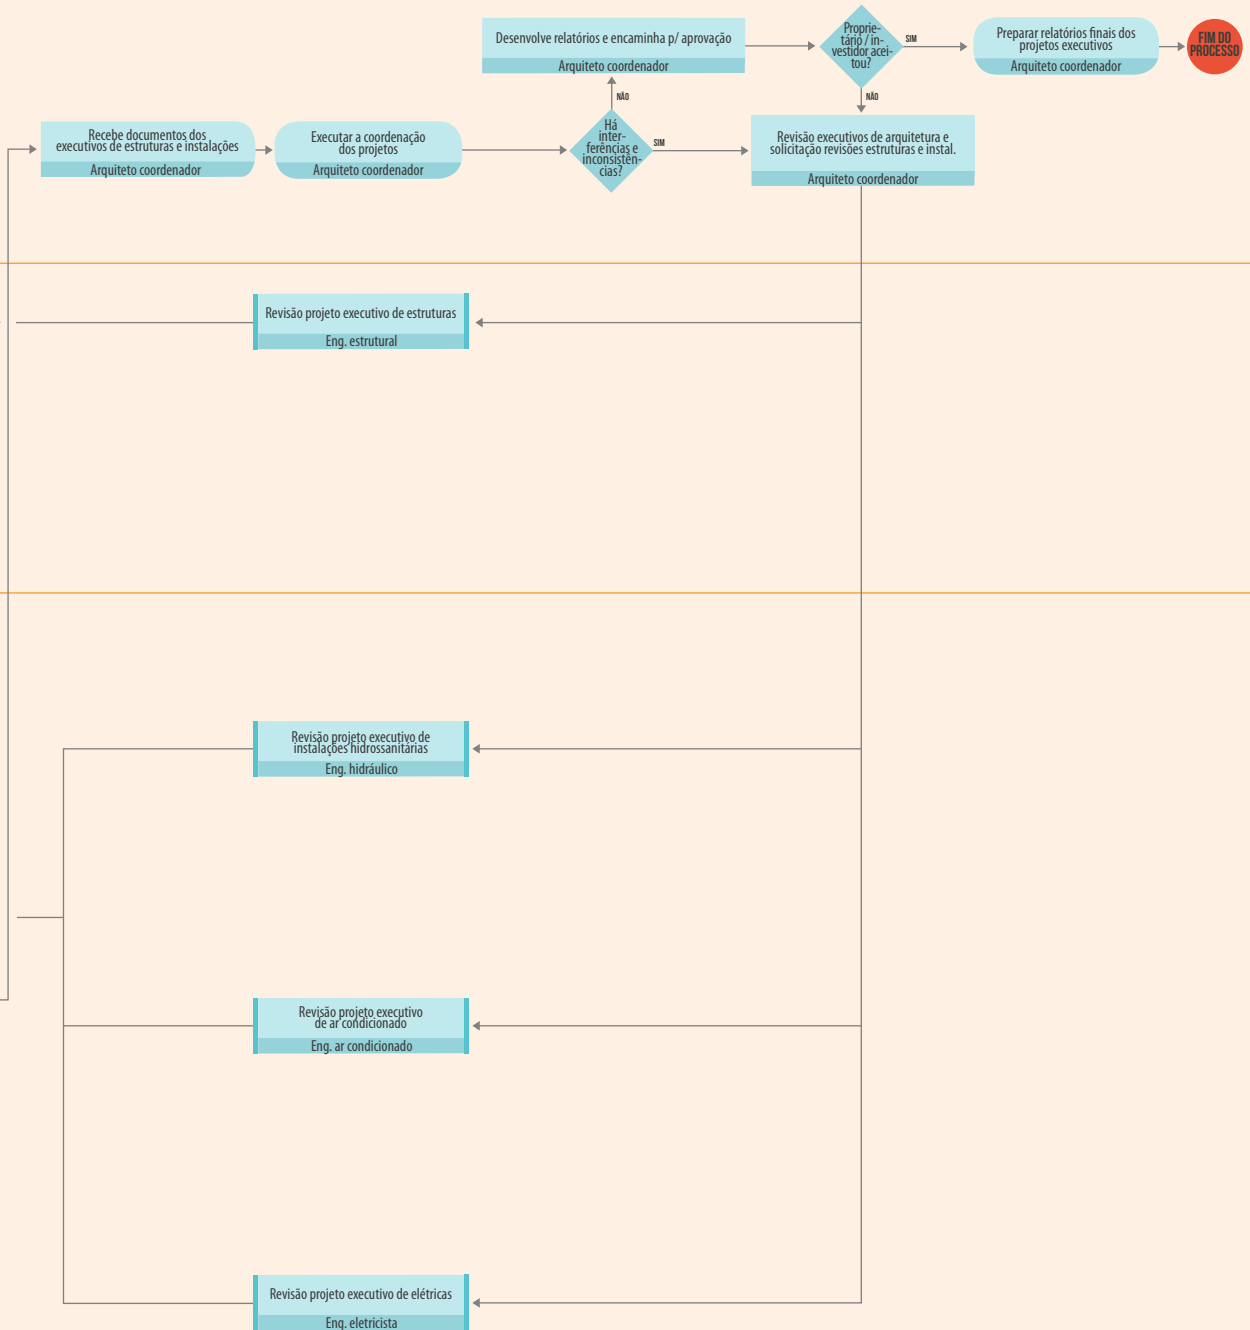 Desenvolve relatórios e encaminha p/ aprovação
Arquiteto coordenador
Proprie-
tário / in-
vestidor acei-
tou?
SIM
NÃO
Preparar relatórios finais dos
projetos executivos
Arquiteto coordenador
FIM DO
PROCESSO
Recebe documentos dos
executivos de estruturas e instalações
Arquiteto coordenador
Executar a coordenação
dos projetos
Arquiteto coordenador
NÃO
Há
inter-
ferências e
inconsistên-
cias?
SIM
Revisão executivos de arquitetura e
solicitação revisões estruturas e instal.
Arquiteto coordenador
Revisão projeto executivo de estruturas
Eng. estrutural
Revisão projeto executivo de
instalações hidrossanitárias
Eng. hidráulico
Revisão projeto executivo
de ar condicionado
Eng. ar condicionado
Revisão projeto executivo de elétricas
Eng. eletricista